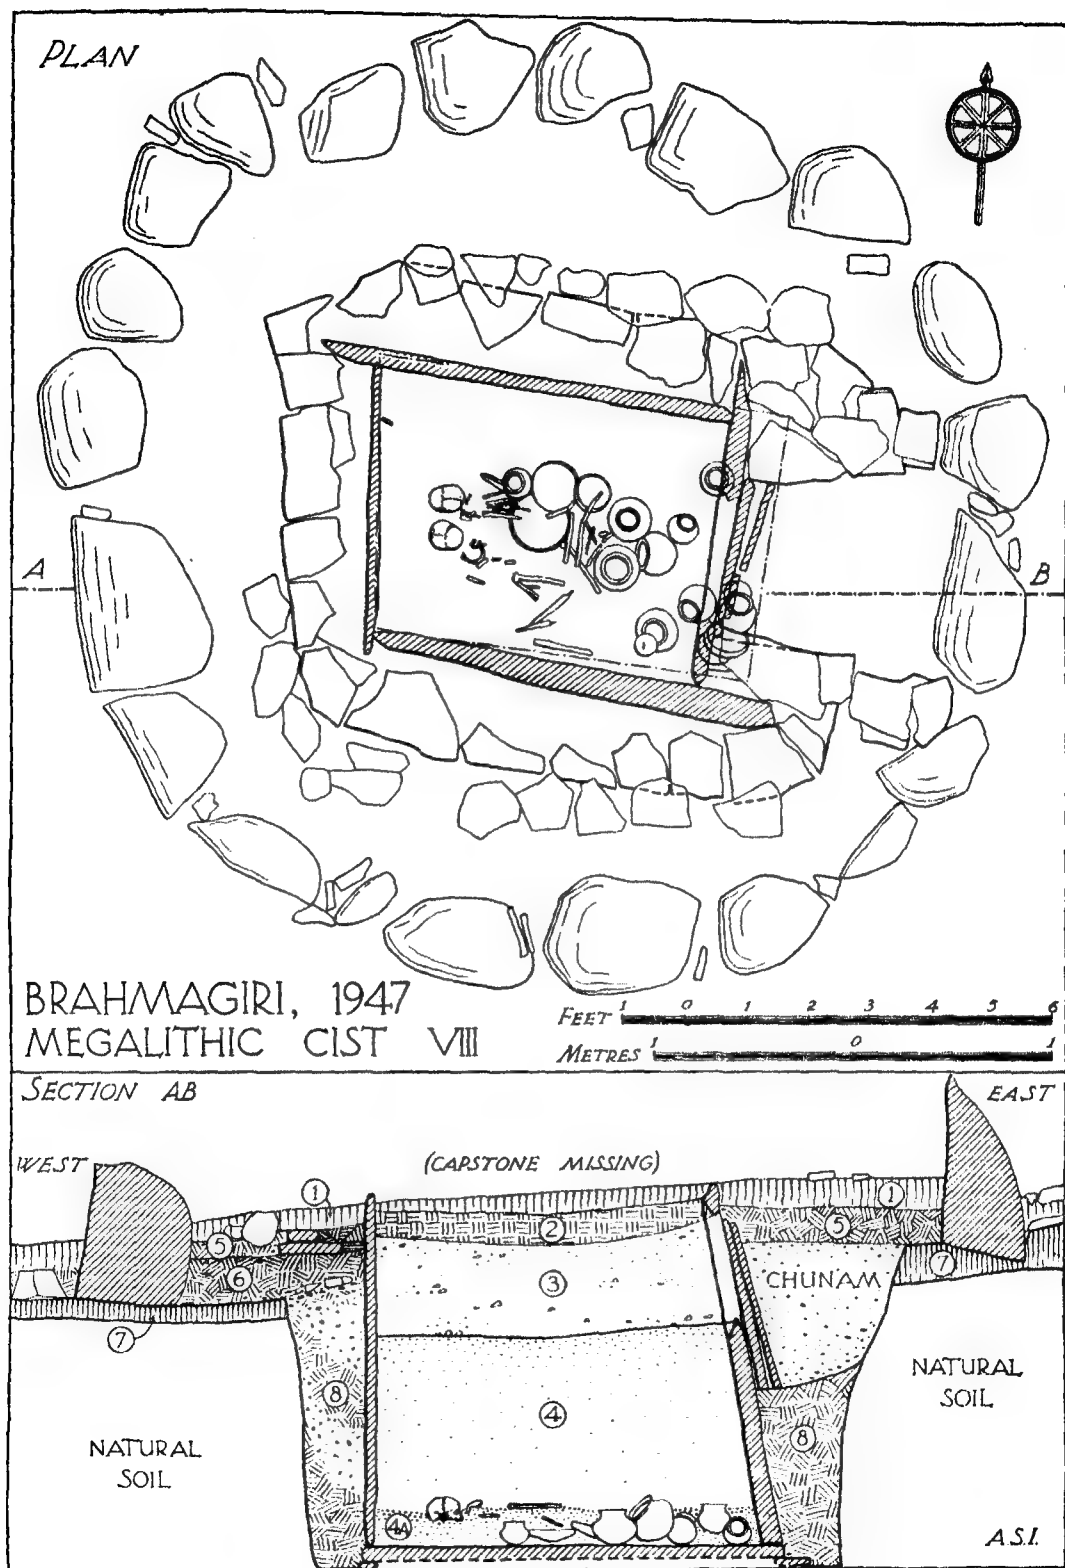 PLAN
A
B
BRAHMAGIRI, 1947
MEGALITHIC CIST VIII
FEET 1 0 1 2 3 4 5 6
METRES 1 0 1
SECTION AB
EAST
WEST
(CAPSTONE MISSING)
1
1
2
5
5
6
3
CHUNAM
7
7
8
4
NATURAL SOIL
8
NATURAL SOIL
4A
A.S.I.